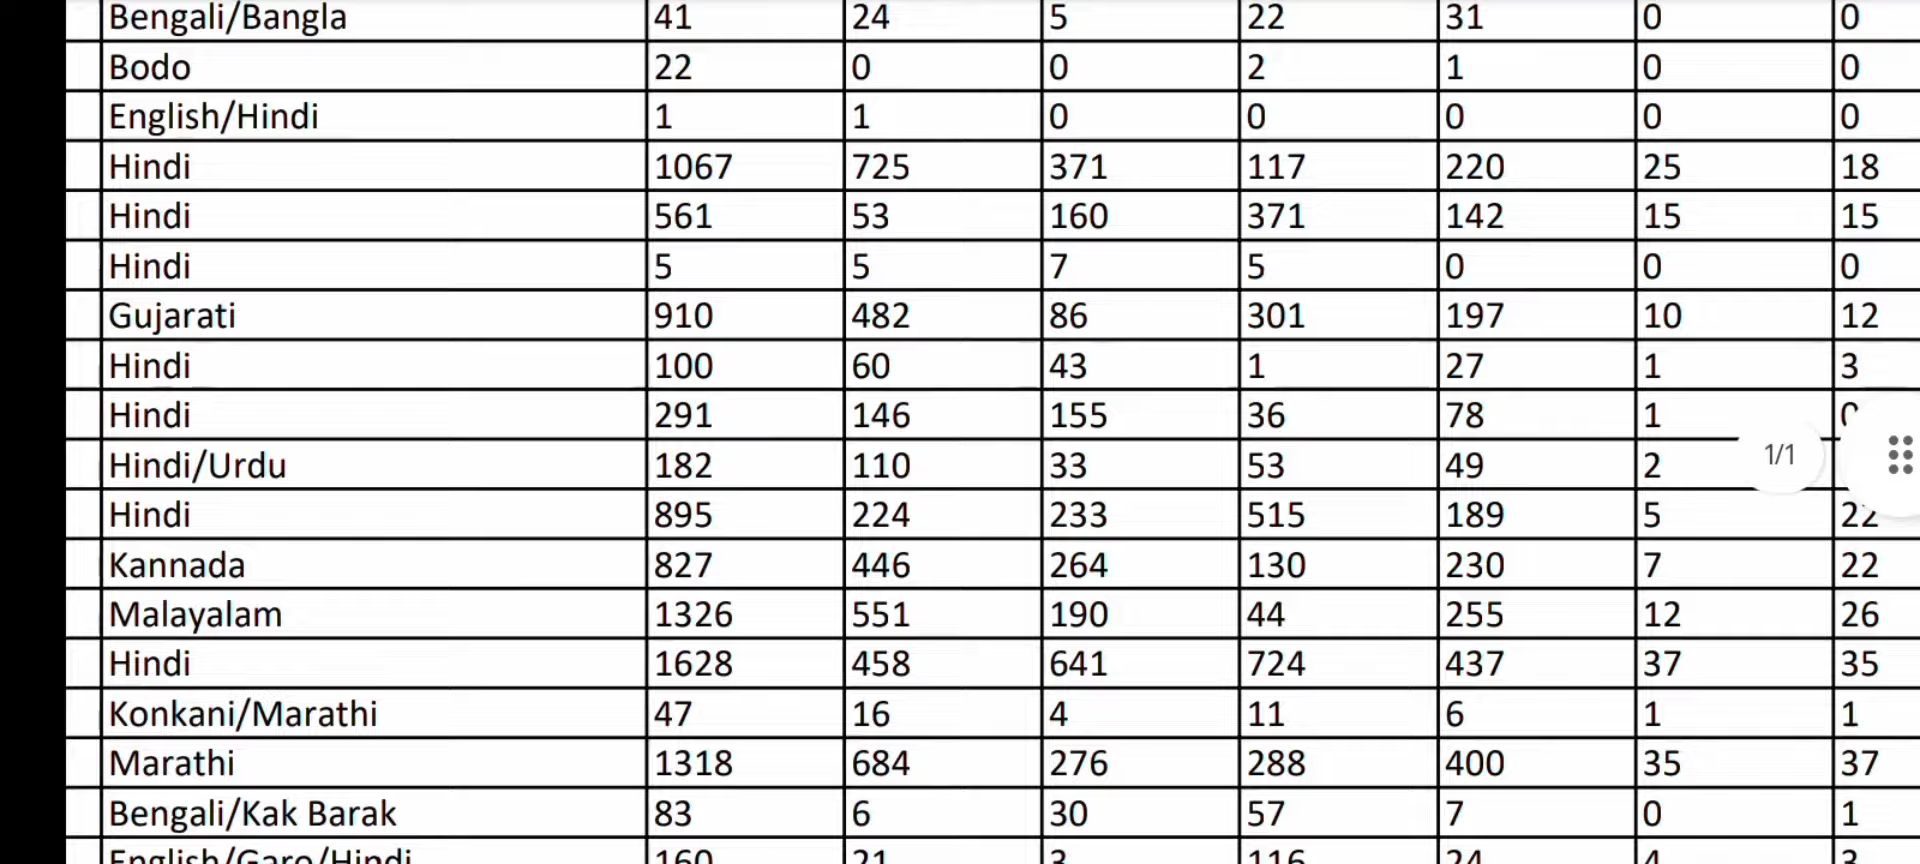 Bengali/Bangla 41 24 5 22 31 0 0
Bodo 22 0 0 2 1 0 0
English/Hindi 1 1 0 0 0 0 0
Hindi 1067 725 371 117 220 25 18
Hindi 561 53 160 371 142 15 15
Hindi 5 5 7 5 0 0 0
Gujarati 910 482 86 301 197 10 12
Hindi 100 60 43 1 27 1 3
Hindi 291 146 155 36 78 1 0
Hindi/Urdu 182 110 33 53 49 2
1/1
Hindi 895 224 233 515 189 5 22
Kannada 827 446 264 130 230 7 22
Malayalam 1326 551 190 44 255 12 26
Hindi 1628 458 641 724 437 37 35
Konkani/Marathi 47 16 4 11 6 1 1
Marathi 1318 684 276 288 400 35 37
Bengali/Kak Barak 83 6 30 57 7 0 1
English/Garo/Hindi 160 21 3 116 24 4 3